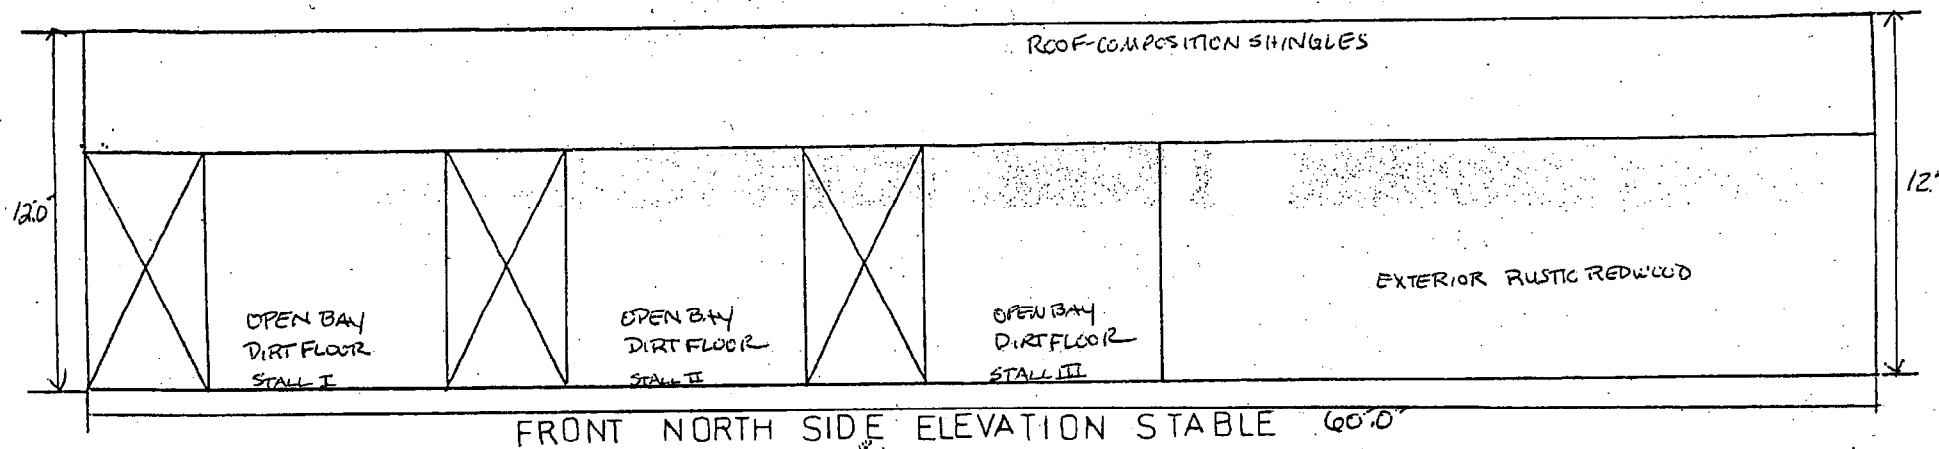 ROOF-COMPOSITION SHINGLES
12'0"
12'
EXTERIOR RUSTIC REDWOOD
OPEN BAY
DIRT FLOOR
STALL I
OPEN BAY
DIRT FLOOR
STALL II
OPEN BAY
DIRT FLOOR
STALL III
FRONT NORTH SIDE ELEVATION STABLE 60'0"